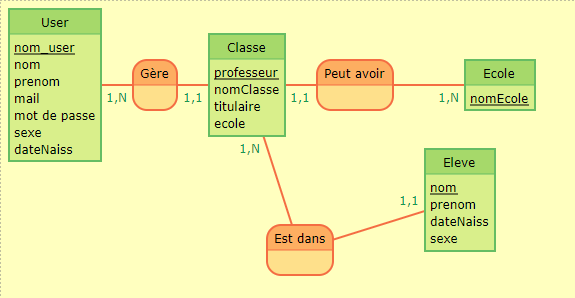 User
nom_user
nom
prenom
mail
mot de passe
sexe
dateNaiss
1,N
Gère
1,1
Classe
professeur
nomClasse
titulaire
ecole
1,1
Peut avoir
1,N
Ecole
nomEcole
1,N
Est dans
1,1
Eleve
nom
prenom
dateNaiss
sexe